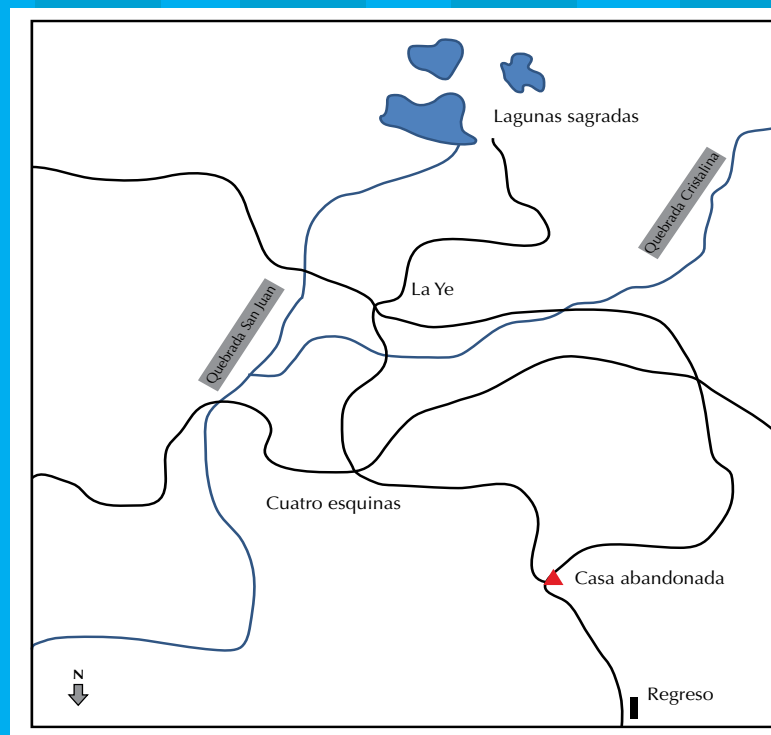 Lagunas sagradas
Quebrada Cristalina
La Ye
Quebrada San Juan
Cuatro esquinas
Casa abandonada
N
Regreso